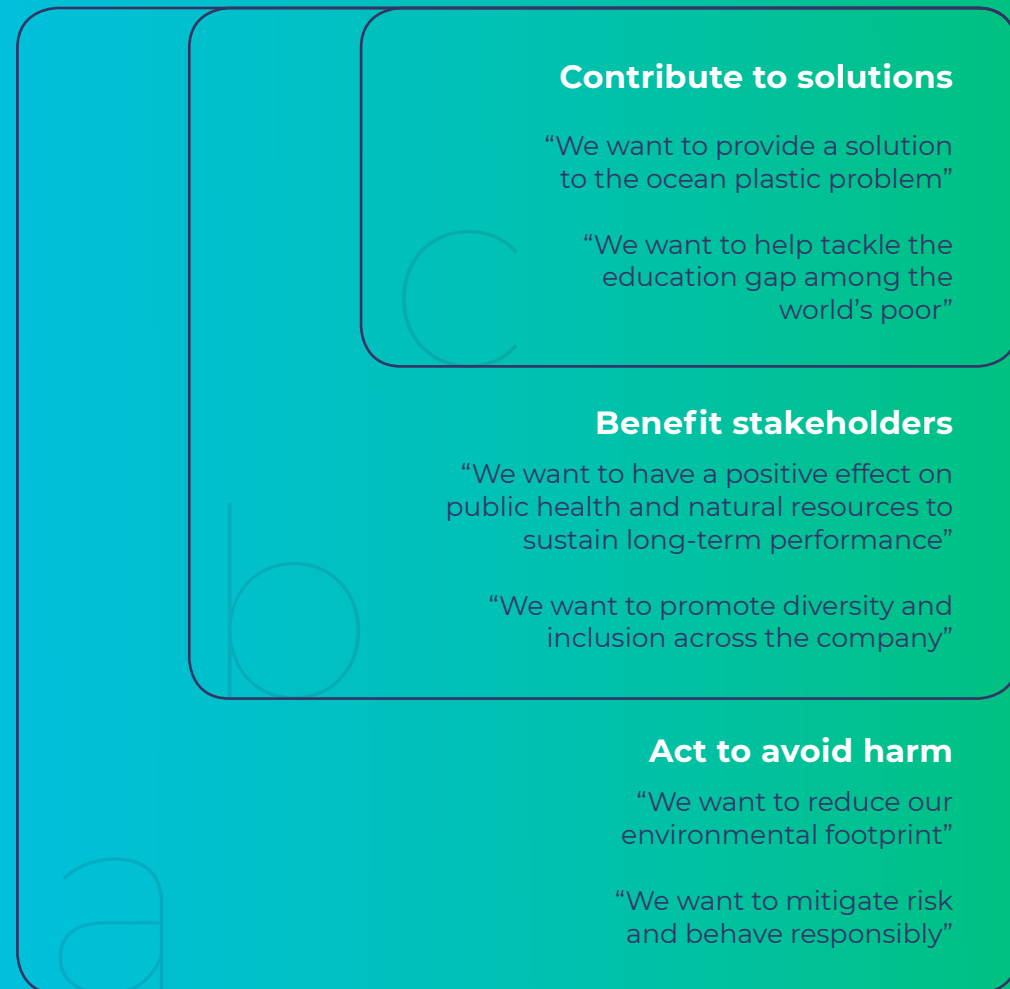 Contribute to solutions
“We want to provide a solution
to the ocean plastic problem”
“We want to help tackle the
education gap among the
world’s poor”
c
Benefit stakeholders
“We want to have a positive effect on
public health and natural resources to
sustain long-term performance”
“We want to promote diversity and
inclusion across the company”
b
Act to avoid harm
“We want to reduce our
environmental footprint”
“We want to mitigate risk
and behave responsibly”
a